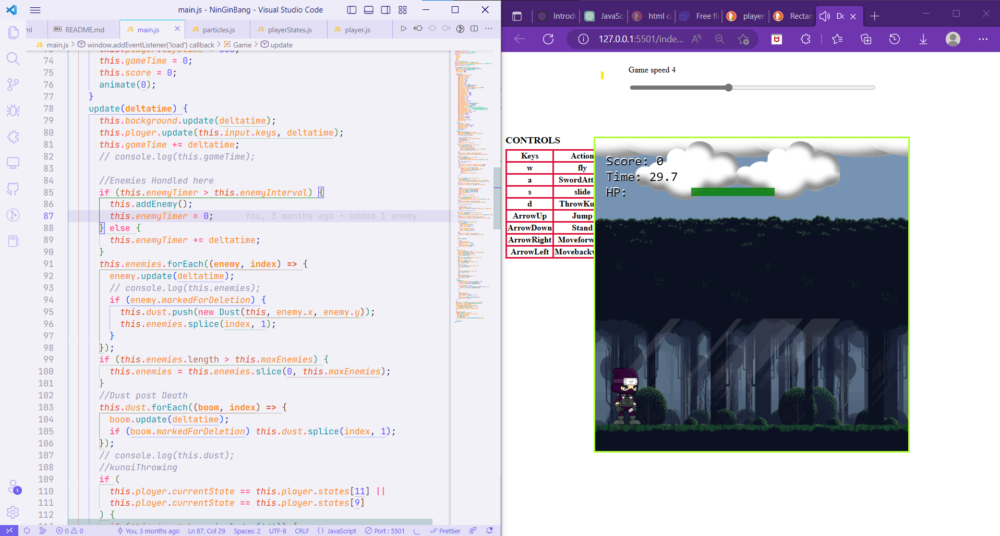 main.js - NinGinBang - Visual Studio Code
ml
README.md
JS main.js
JS particles.js
JS playerStates.js
JS player.js
JS main.js > window.addEventListener('load') callback > Game > update
74 this.gameTime = 0;
75 this.score = 0;
76 animate(0);
77 }
78 update(deltatime) {
79 this.background.update(deltatime);
80 this.player.update(this.input.keys, deltatime);
81 this.gameTime += deltatime;
82 // console.log(this.gameTime);
83
84 //Enemies Handled here
85 if (this.enemyTimer > this.enemyInterval) {
86 this.addEnemy();
87 this.enemyTimer = 0; You, 3 months ago • added 1 enemy
88 } else {
89 this.enemyTimer += deltatime;
90 }
91 this.enemies.forEach((enemy, index) => {
92 enemy.update(deltatime);
93 // console.log(this.enemies);
94 if (enemy.markedForDeletion) {
95 this.dust.push(new Dust(this, enemy.x, enemy.y));
96 this.enemies.splice(index, 1);
97 }
98 });
99 if (this.enemies.length > this.maxEnemies) {
100 this.enemies = this.enemies.slice(0, this.maxEnemies);
101 }
102 //Dust post Death
103 this.dust.forEach((boom, index) => {
104 boom.update(deltatime);
105 if (boom.markedForDeletion) this.dust.splice(index, 1);
106 });
107 // console.log(this.dust);
108 //kunaiThrowing
109 if (
110 this.player.currentState == this.player.states[11] ||
111 this.player.currentState == this.player.states[9]
112 ) {
1
0 0
You, 3 months ago
Ln 87, Col 29
Spaces: 2
UTF-8
CRLF
{} JavaScript
Port : 5501
Prettier
Introdu
JavaSc
html ca
Free fl
player
Rectan
Do
127.0.0.1:5501/inde...
Game speed 4
CONTROLS
Keys Action
w fly
a SwordAtt
s slide
d ThrowKu
ArrowUp Jump
ArrowDown Stand
ArrowRight Moveforw
ArrowLeft Movebackw
Score: 0
Time: 29.7
HP: